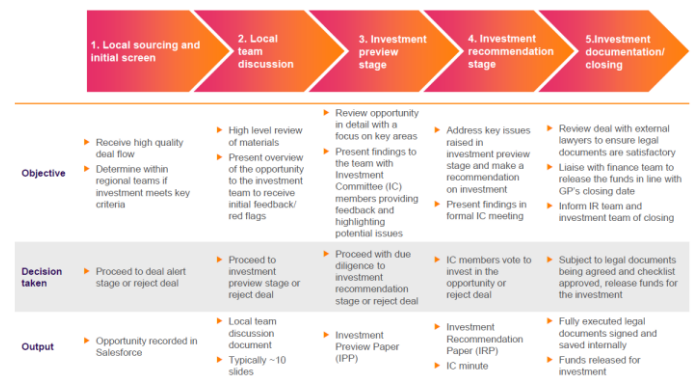 1. Local sourcing and
initial screen
2. Local
team
discussion
3. Investment
preview
stage
4. Investment
recommendation
stage
5.Investment
documentation/
closing
Objective
Receive high quality
deal flow
Determine within
regional teams if
investment meets key
criteria
High level review
of materials
Present overview
of the opportunity
to the investment
team to receive
initial feedback/
red flags
Review opportunity
in detail with a
focus on key areas
Present findings to
the team with
Investment
Committee (IC)
members providing
feedback and
highlighting
potential issues
Address key issues
raised in
investment preview
stage and make a
recommendation
on investment
Present findings in
formal IC meeting
Review deal with external
lawyers to ensure legal
documents are satisfactory
Liaise with finance team to
release the funds in line with
GP's closing date
Inform IR team and
investment team of closing
Decision
taken
Proceed to deal alert
stage or reject deal
Proceed to
investment
preview stage or
reject deal
Proceed with due
diligence to
investment
recommendation
stage or reject deal
IC members vote to
invest in the
opportunity or
reject deal
Subject to legal documents
being agreed and checklist
approved, release funds for
the investment
Output
Opportunity recorded in
Salesforce
Local team
discussion
document
Typically ~10
slides
Investment
Preview Paper
(IPP)
Investment
Recommendation
Paper (IRP)
IC minute
Fully executed legal
documents signed and
saved internally
Funds released for
investment